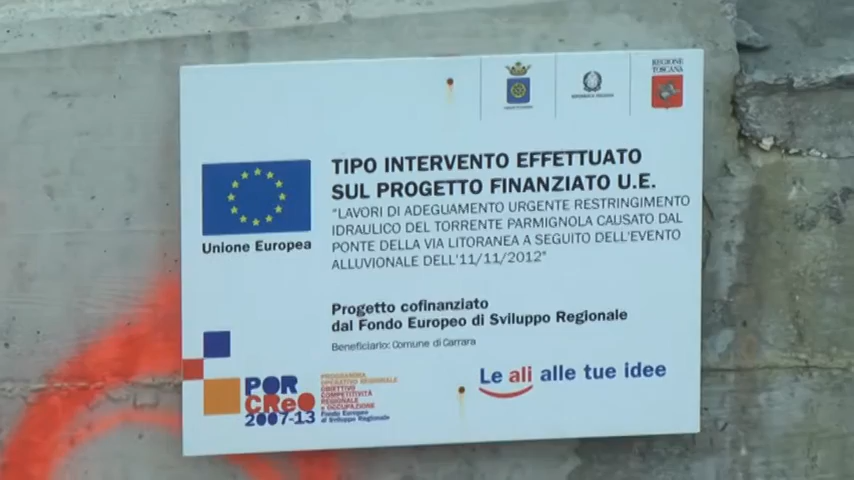 REGIONE
TOSCANA
REPUBBLICA ITALIANA
TIPO INTERVENTO EFFETTUATO
SUL PROGETTO FINANZIATO U.E.
"LAVORI DI ADEGUAMENTO URGENTE RESTRINGIMENTO
IDRAULICO DEL TORRENTE PARMIGNOLA CAUSATO DAL
PONTE DELLA VIA LITORANEA A SEGUITO DELL'EVENTO
ALLUVIONALE DELL'11/11/2012"
Unione Europea
Progetto cofinanziato
dal Fondo Europeo di Sviluppo Regionale
Beneficiario: Comune di Carrara
POR
CReO
2007-13
PROGRAMMA
OPERATIVO REGIONALE
OBIETTIVO
COMPETITIVITÀ
REGIONALE
e OCCUPAZIONE
Fondo Europeo
di Sviluppo Regionale
Le ali alle tue idee